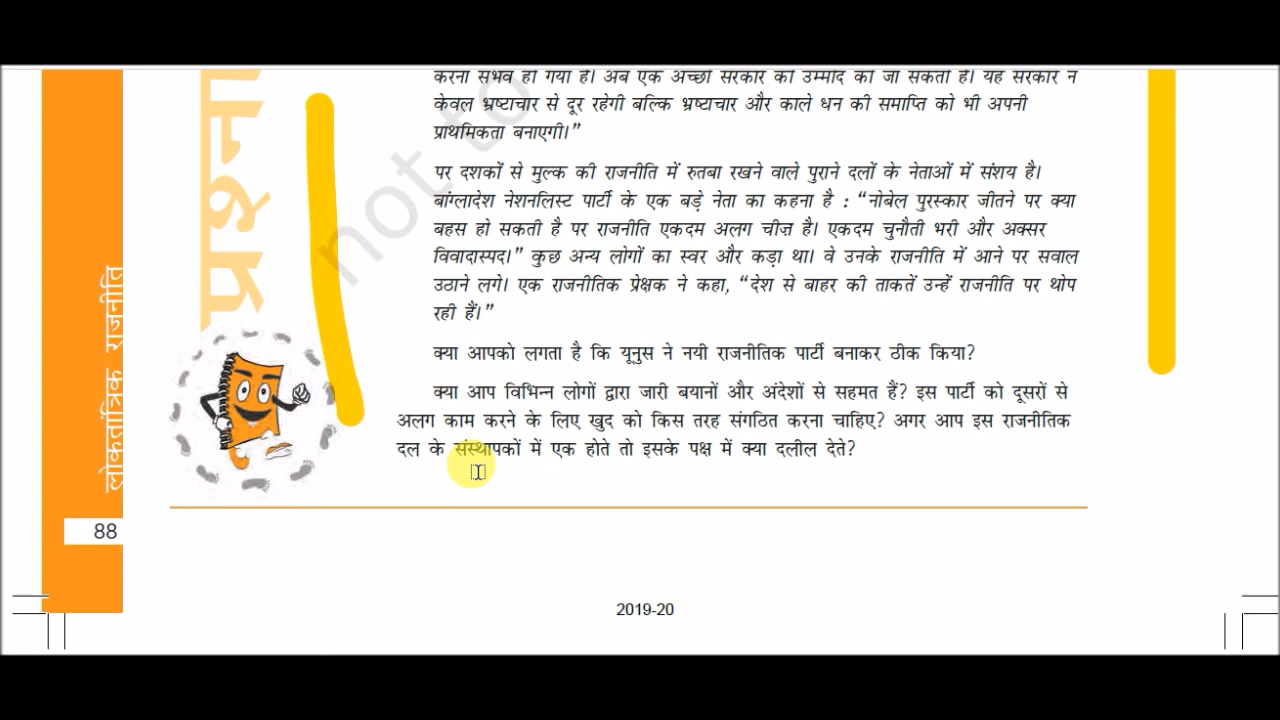 करना संभव हो गया है। अब एक अच्छी सरकार की उम्मीद की जा सकती है। यह सरकार न
केवल भ्रष्टाचार से दूर रहेगी बल्कि भ्रष्टाचार और काले धन की समाप्ति को भी अपनी
प्राथमिकता बनाएगी।”
पर दशकों से मुल्क की राजनीति में रुतबा रखने वाले पुराने दलों के नेताओं में संशय है।
बांग्लादेश नेशनलिस्ट पार्टी के एक बड़े नेता का कहना है : “नोबेल पुरस्कार जीतने पर क्या
बहस हो सकती है पर राजनीति एकदम अलग चीज़ है। एकदम चुनौती भरी और अक्सर
विवादास्पद।” कुछ अन्य लोगों का स्वर और कड़ा था। वे उनके राजनीति में आने पर सवाल
उठाने लगे। एक राजनीतिक प्रेक्षक ने कहा, “देश से बाहर की ताकतें उन्हें राजनीति पर थोप
रही हैं।”
क्या आपको लगता है कि यूनुस ने नयी राजनीतिक पार्टी बनाकर ठीक किया?
क्या आप विभिन्न लोगों द्वारा जारी बयानों और अंदेशों से सहमत हैं? इस पार्टी को दूसरों से
अलग काम करने के लिए खुद को किस तरह संगठित करना चाहिए? अगर आप इस राजनीतिक
दल के संस्थापकों में एक होते तो इसके पक्ष में क्या दलील देते?
प्रश्ना
not to
लोकतांत्रिक राजनीति
88
2019-20